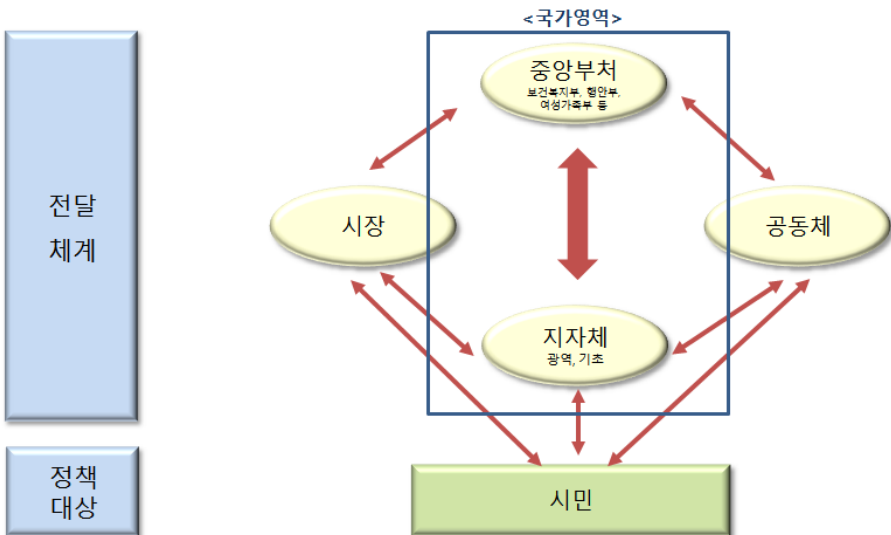 <국가영역>
중앙부처
보건복지부, 행안부,
여성가족부 등
전달
체계
시장
공동체
지자체
광역, 기초
정책
대상
시민